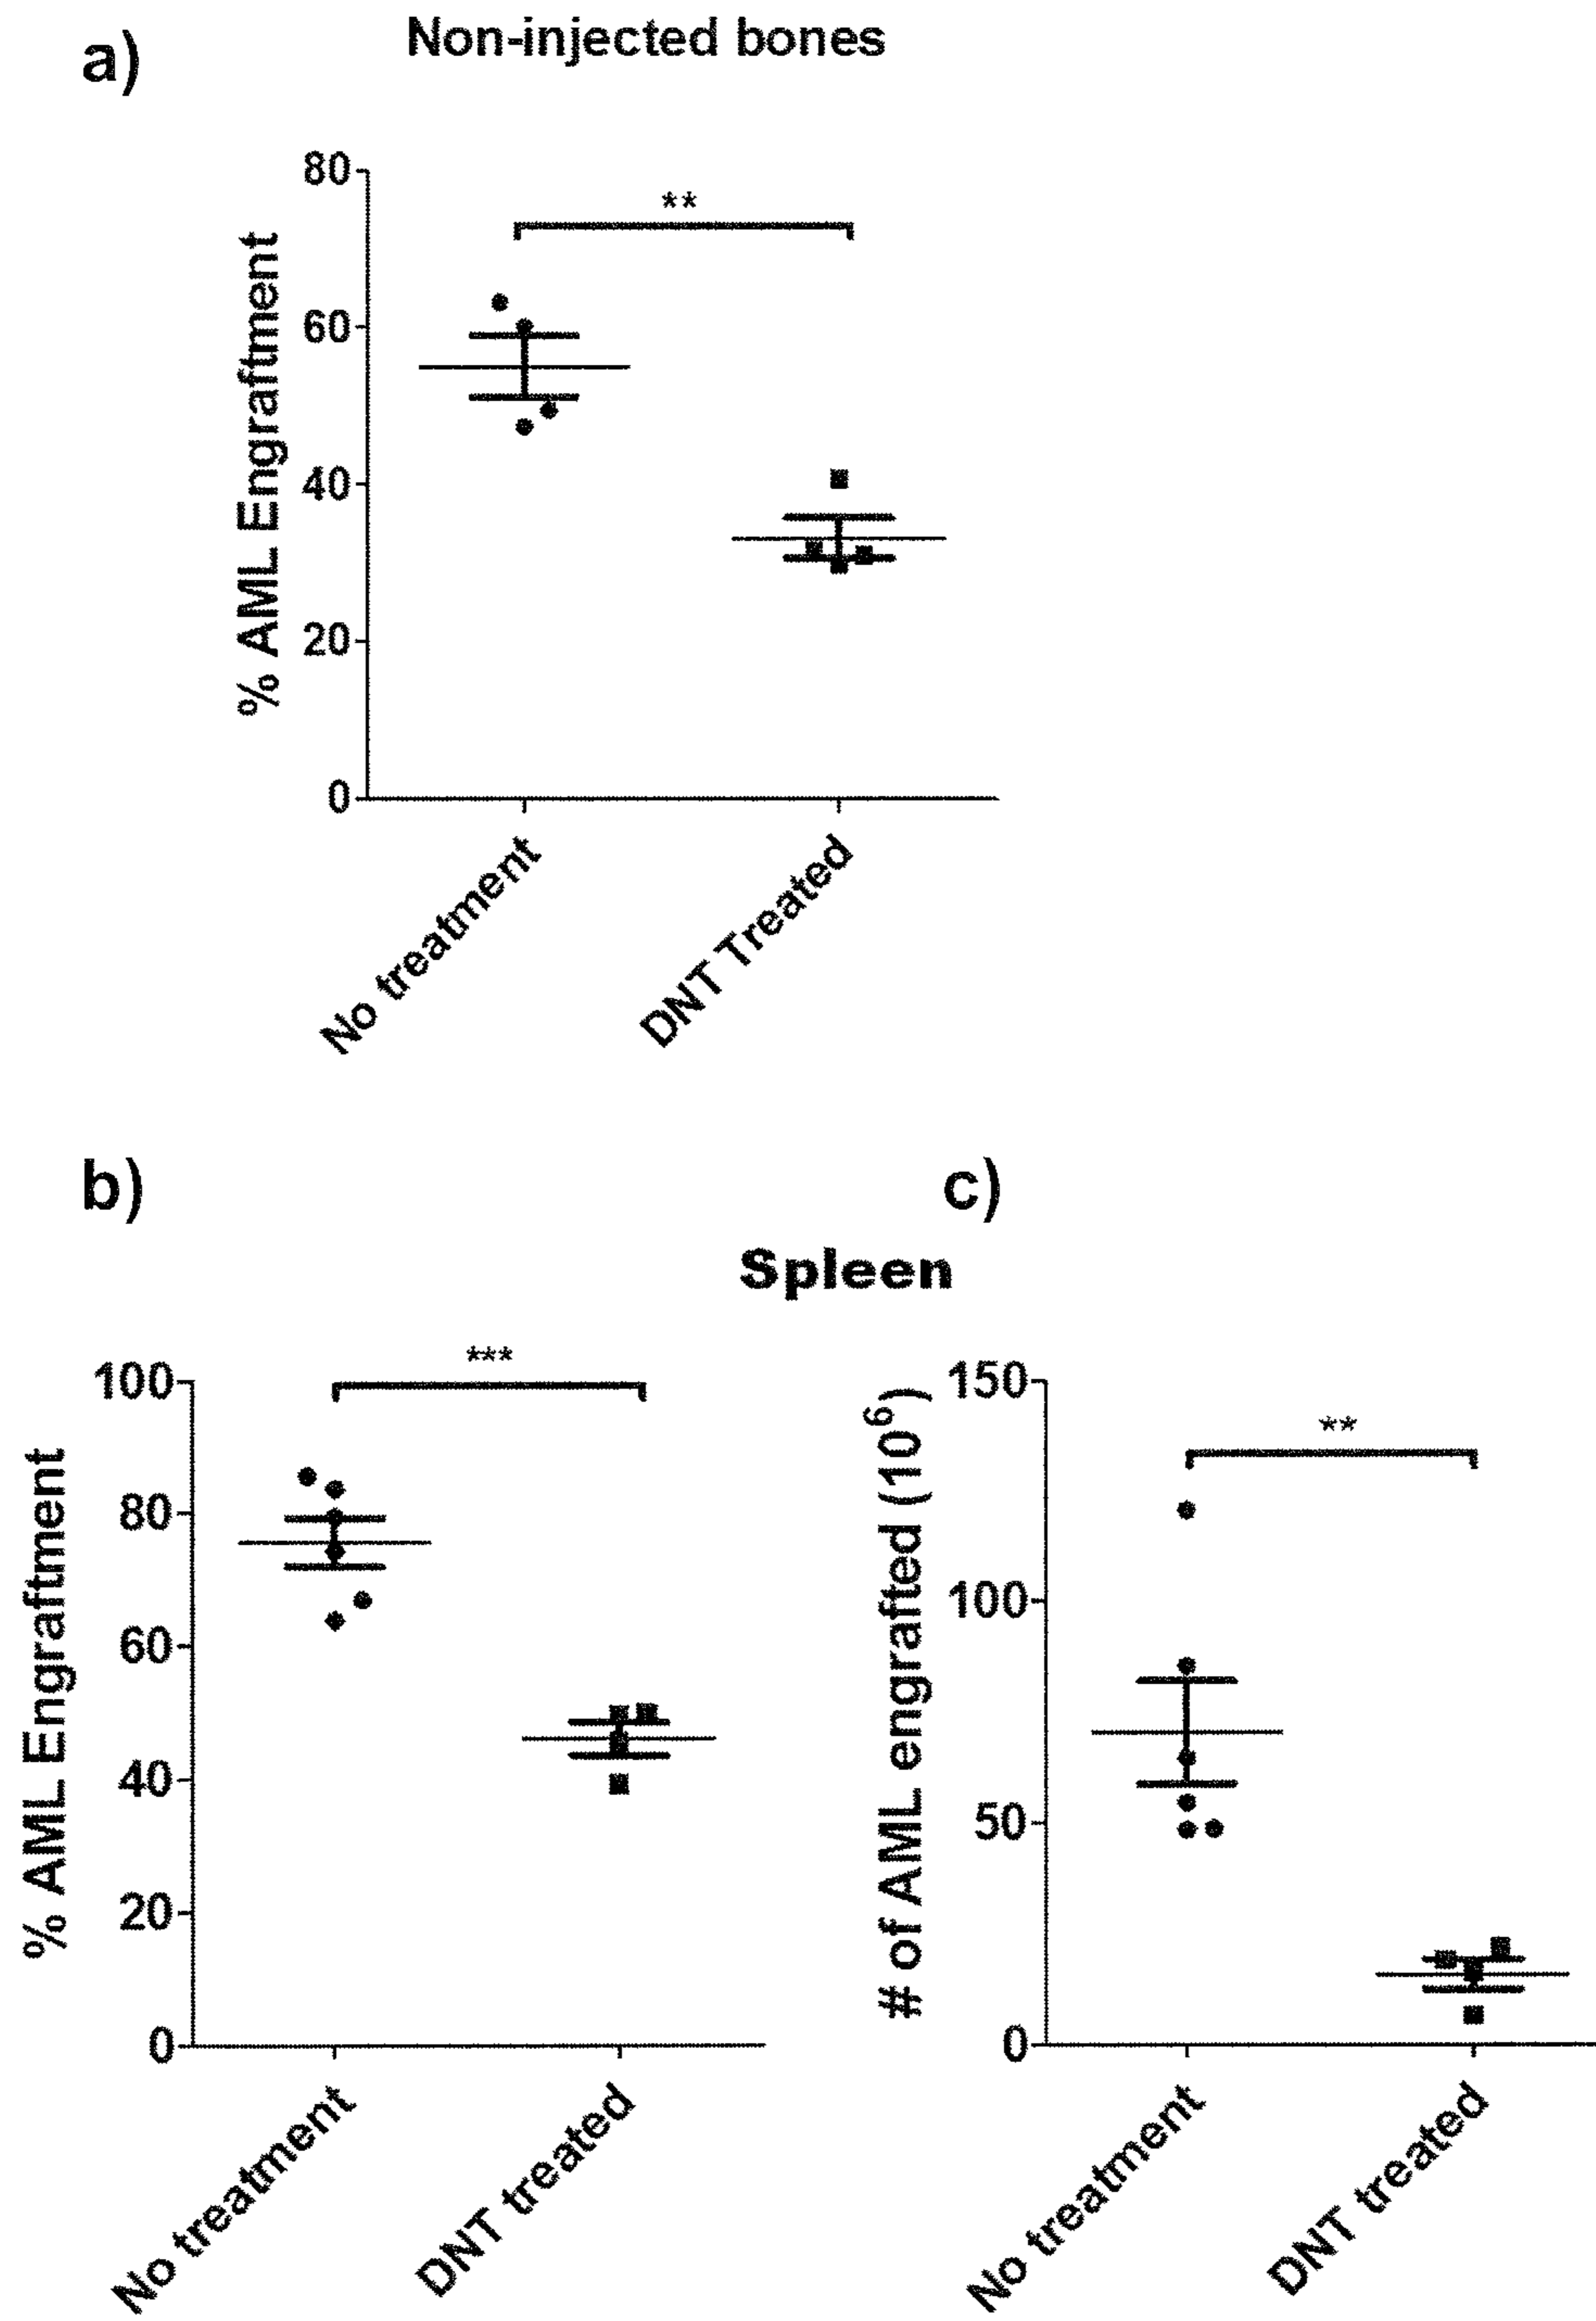 a)
Non-injected bones
% AML Engraftment
80
60
40
20
0
**
No treatment
DNT Treated
b)
c)
Spleen
% AML Engraftment
100
80
60
40
20
0
***
No treatment
DNT treated
# of AML engrafted (10⁶)
150
100
50
0
**
No treatment
DNT treated